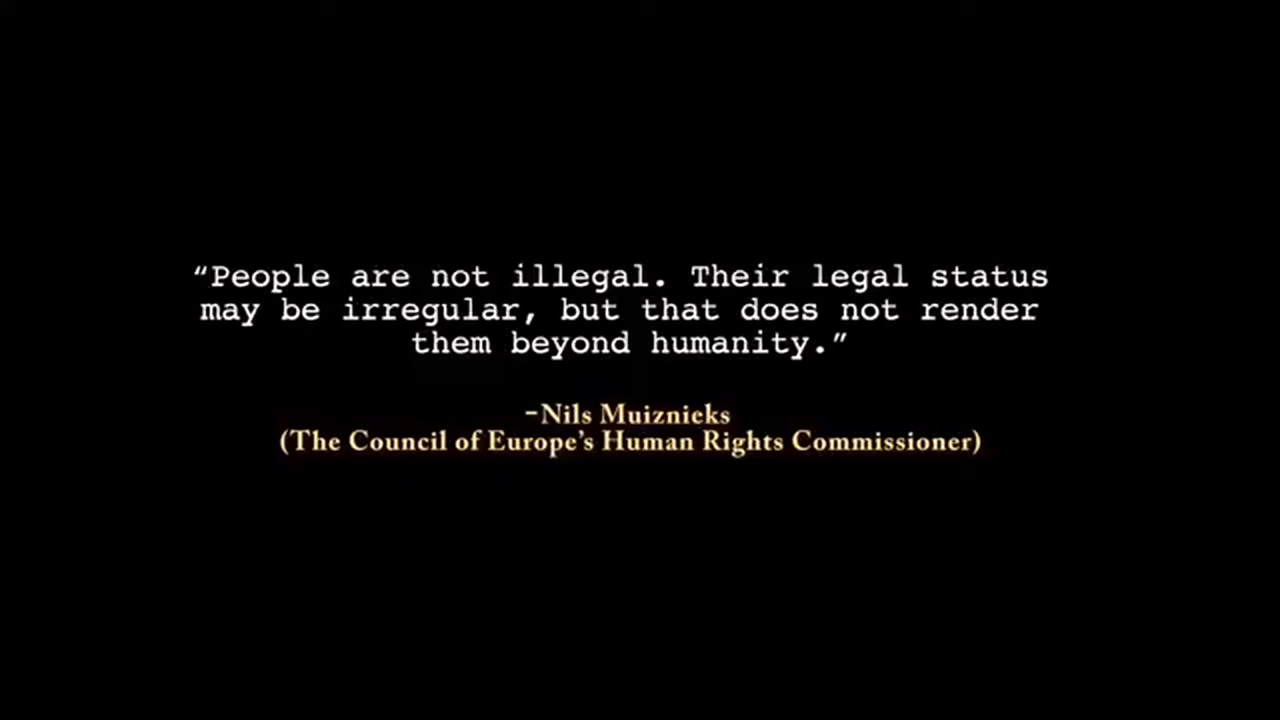 “People are not illegal. Their legal status
may be irregular, but that does not render
them beyond humanity.”
-Nils Muiznieks
(The Council of Europe’s Human Rights Commissioner)